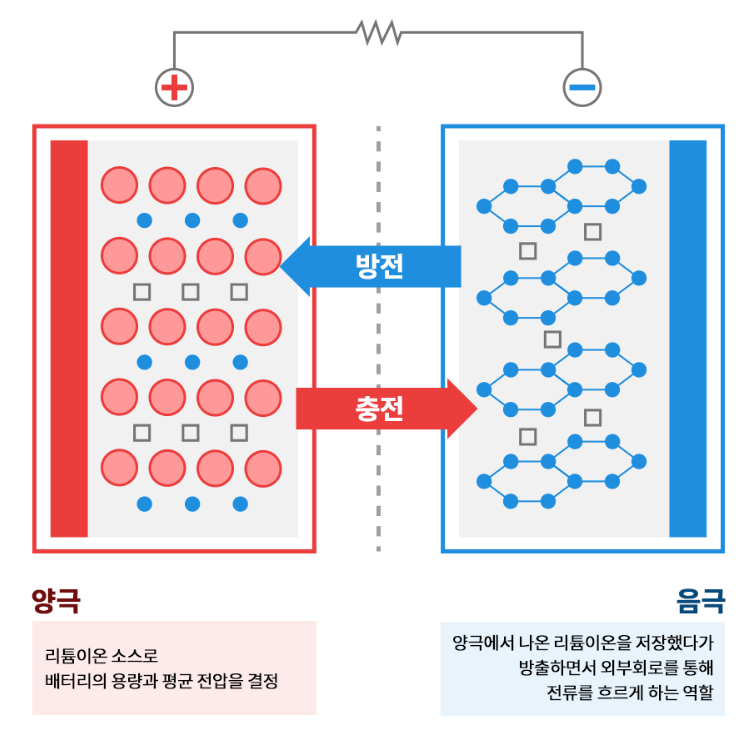 +
−
방전
충전
양극
리튬이온 소스로
배터리의 용량과 평균 전압을 결정
음극
양극에서 나온 리튬이온을 저장했다가
방출하면서 외부회로를 통해
전류를 흐르게 하는 역할